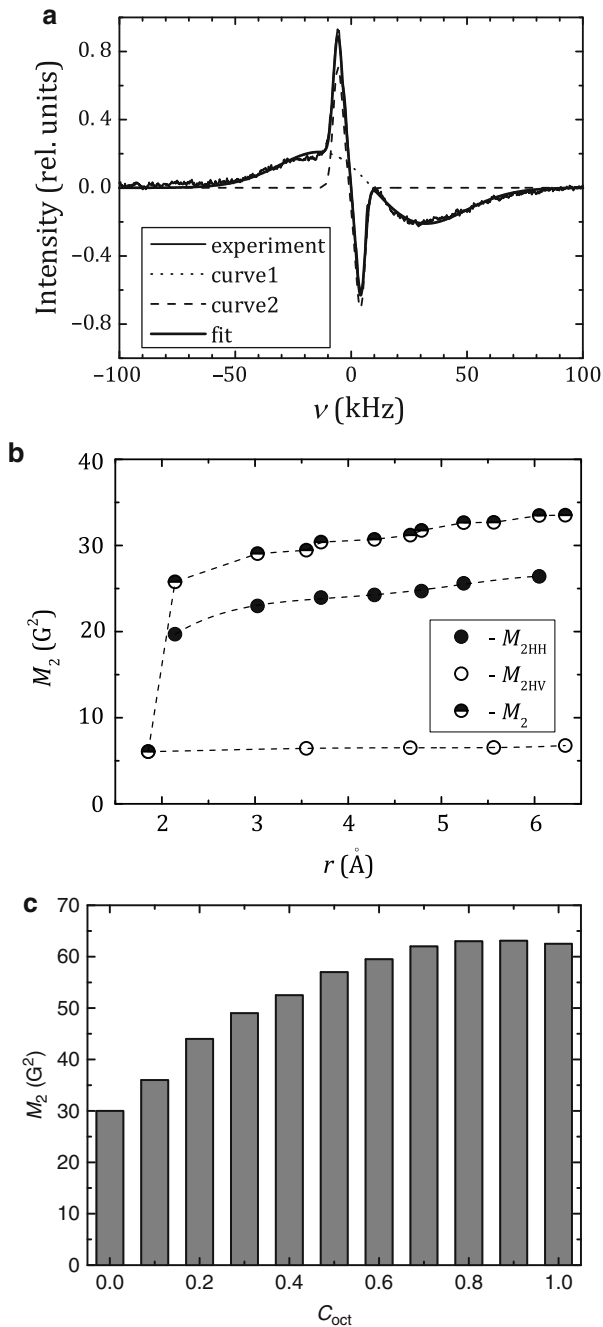 a
Intensity (rel. units)
0.8
0.4
0.0
−0.4
−0.8
experiment
curve1
curve2
fit
−100 −50 0 50 100
ν (kHz)
b
M2 (G²)
40
30
20
10
0
- M2HH
- M2HV
- M2
2 3 4 5 6
r (Å)
c
M2 (G²)
70
60
50
40
30
20
10
0
0.0 0.2 0.4 0.6 0.8 1.0
Coct